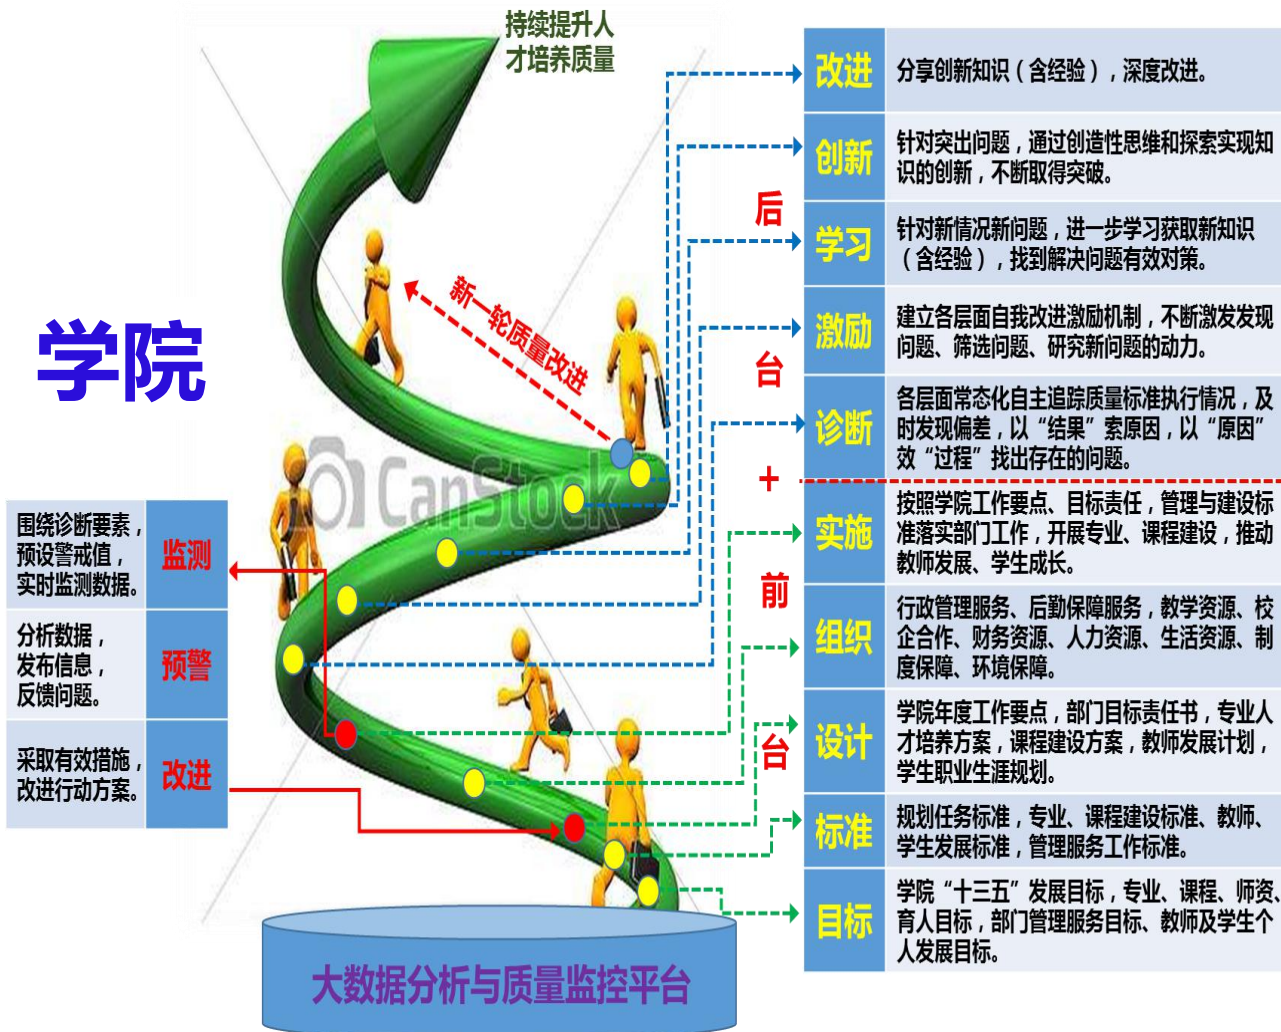 持续提升人
才培养质量
学院
新一轮质量改进
CanStock
监测
围绕诊断要素，
预设警戒值，
实时监测数据。
预警
分析数据，
发布信息，
反馈问题。
改进
采取有效措施，
改进行动方案。
大数据分析与质量监控平台
后
台
+
前
台
改进
分享创新知识（含经验），深度改进。
创新
针对突出问题，通过创造性思维和探索实现知
识的创新，不断取得突破。
学习
针对新情况新问题，进一步学习获取新知识
（含经验），找到解决问题有效对策。
激励
建立各层面自我改进激励机制，不断激发发现
问题、筛选问题、研究新问题的动力。
诊断
各层面常态化自主追踪质量标准执行情况，及
时发现偏差，以“结果”索原因，以“原因”
效“过程”找出存在的问题。
实施
按照学院工作要点、目标责任，管理与建设标
准落实部门工作，开展专业、课程建设，推动
教师发展、学生成长。
组织
行政管理服务、后勤保障服务，教学资源、校
企合作、财务资源、人力资源、生活资源、制
度保障、环境保障。
设计
学院年度工作要点，部门目标责任书，专业人
才培养方案，课程建设方案，教师发展计划，
学生职业生涯规划。
标准
规划任务标准，专业、课程建设标准、教师、
学生发展标准，管理服务工作标准。
目标
学院“十三五”发展目标，专业、课程、师资、
育人目标，部门管理服务目标、教师及学生个
人发展目标。